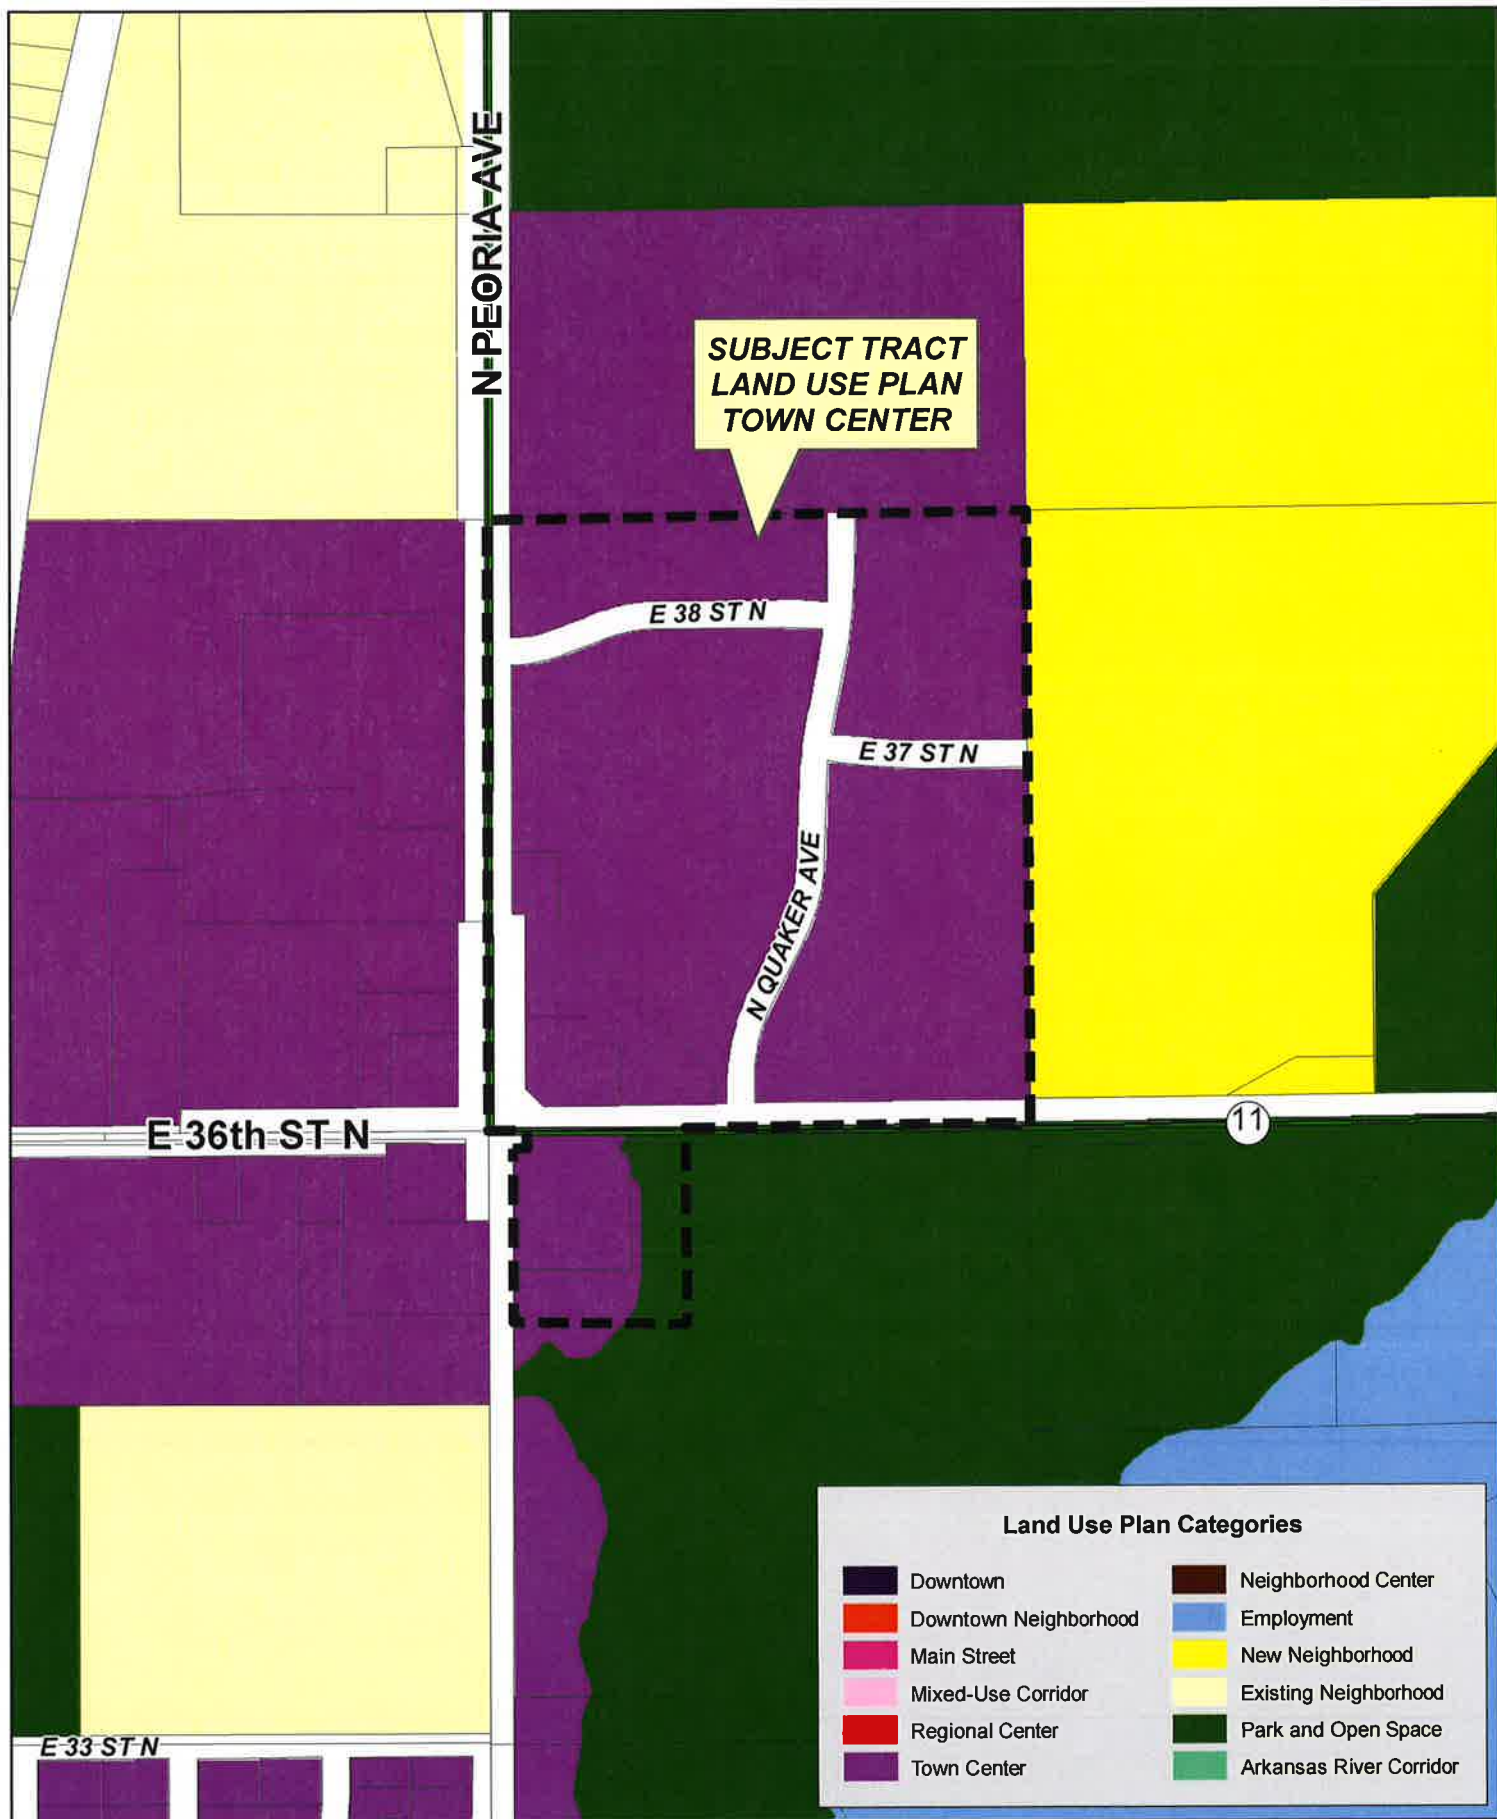 N PEORIA AVE
SUBJECT TRACT
LAND USE PLAN
TOWN CENTER
E 38 ST N
E 37 ST N
N QUAKER AVE
E 36th ST N
11
E 33 ST N
Land Use Plan Categories
Downtown
Downtown Neighborhood
Main Street
Mixed-Use Corridor
Regional Center
Town Center
Neighborhood Center
Employment
New Neighborhood
Existing Neighborhood
Park and Open Space
Arkansas River Corridor